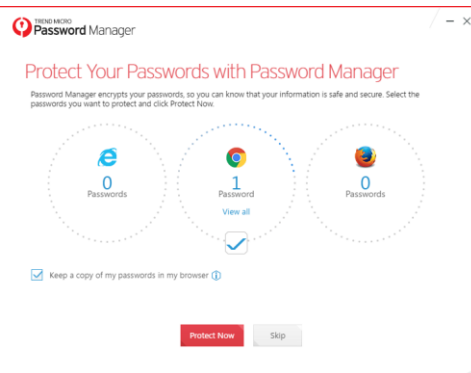 TREND MICRO
Password Manager
Protect Your Passwords with Password Manager
Password Manager encrypts your passwords, so you can know that your information is safe and secure. Select the
passwords you want to protect and click Protect Now.
0
Passwords
1
Password
View all
0
Passwords
Keep a copy of my passwords in my browser
Protect Now
Skip